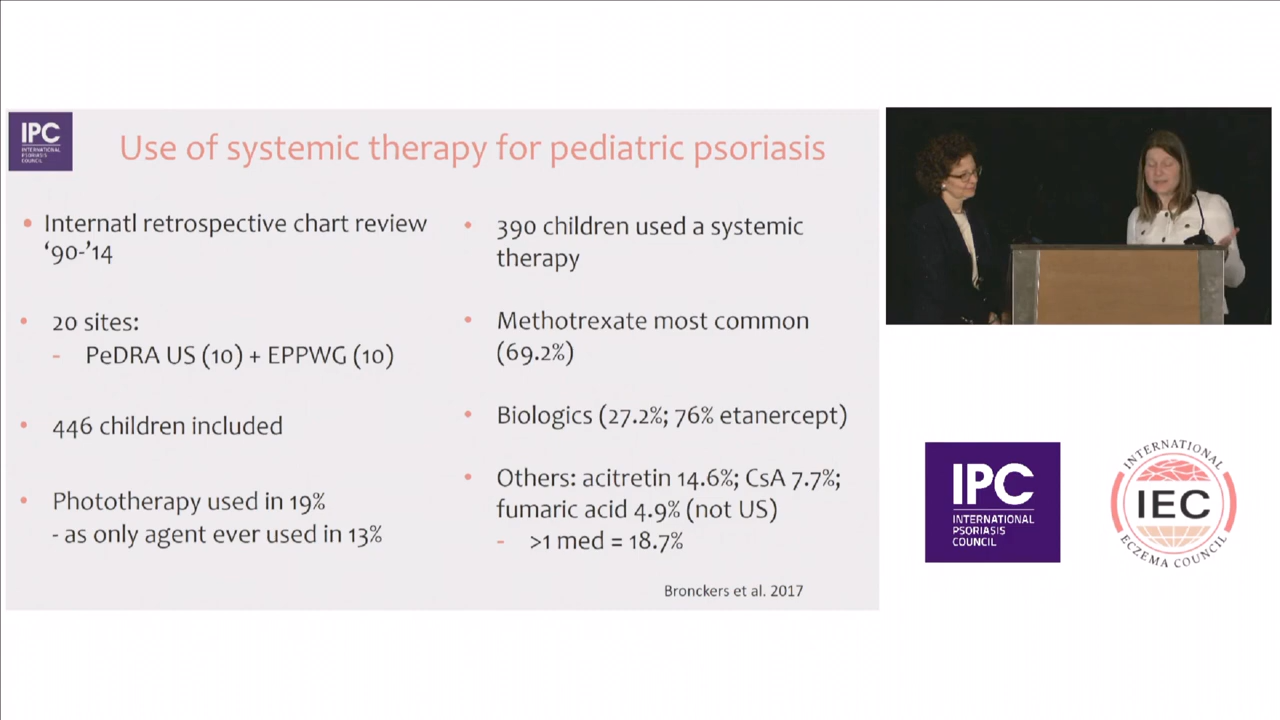 IPC
INTERNATIONAL
PSORIASIS
COUNCIL
Use of systemic therapy for pediatric psoriasis
• Internatl retrospective chart review
‘90-’14
• 20 sites:
- PeDRA US (10) + EPPWG (10)
• 446 children included
• Phototherapy used in 19%
- as only agent ever used in 13%
• 390 children used a systemic
therapy
• Methotrexate most common
(69.2%)
• Biologics (27.2%; 76% etanercept)
• Others: acitretin 14.6%; CsA 7.7%;
fumaric acid 4.9% (not US)
- >1 med = 18.7%
Bronckers et al. 2017
IPC
INTERNATIONAL
PSORIASIS
COUNCIL
INTERNATIONAL
IEC
ECZEMA COUNCIL